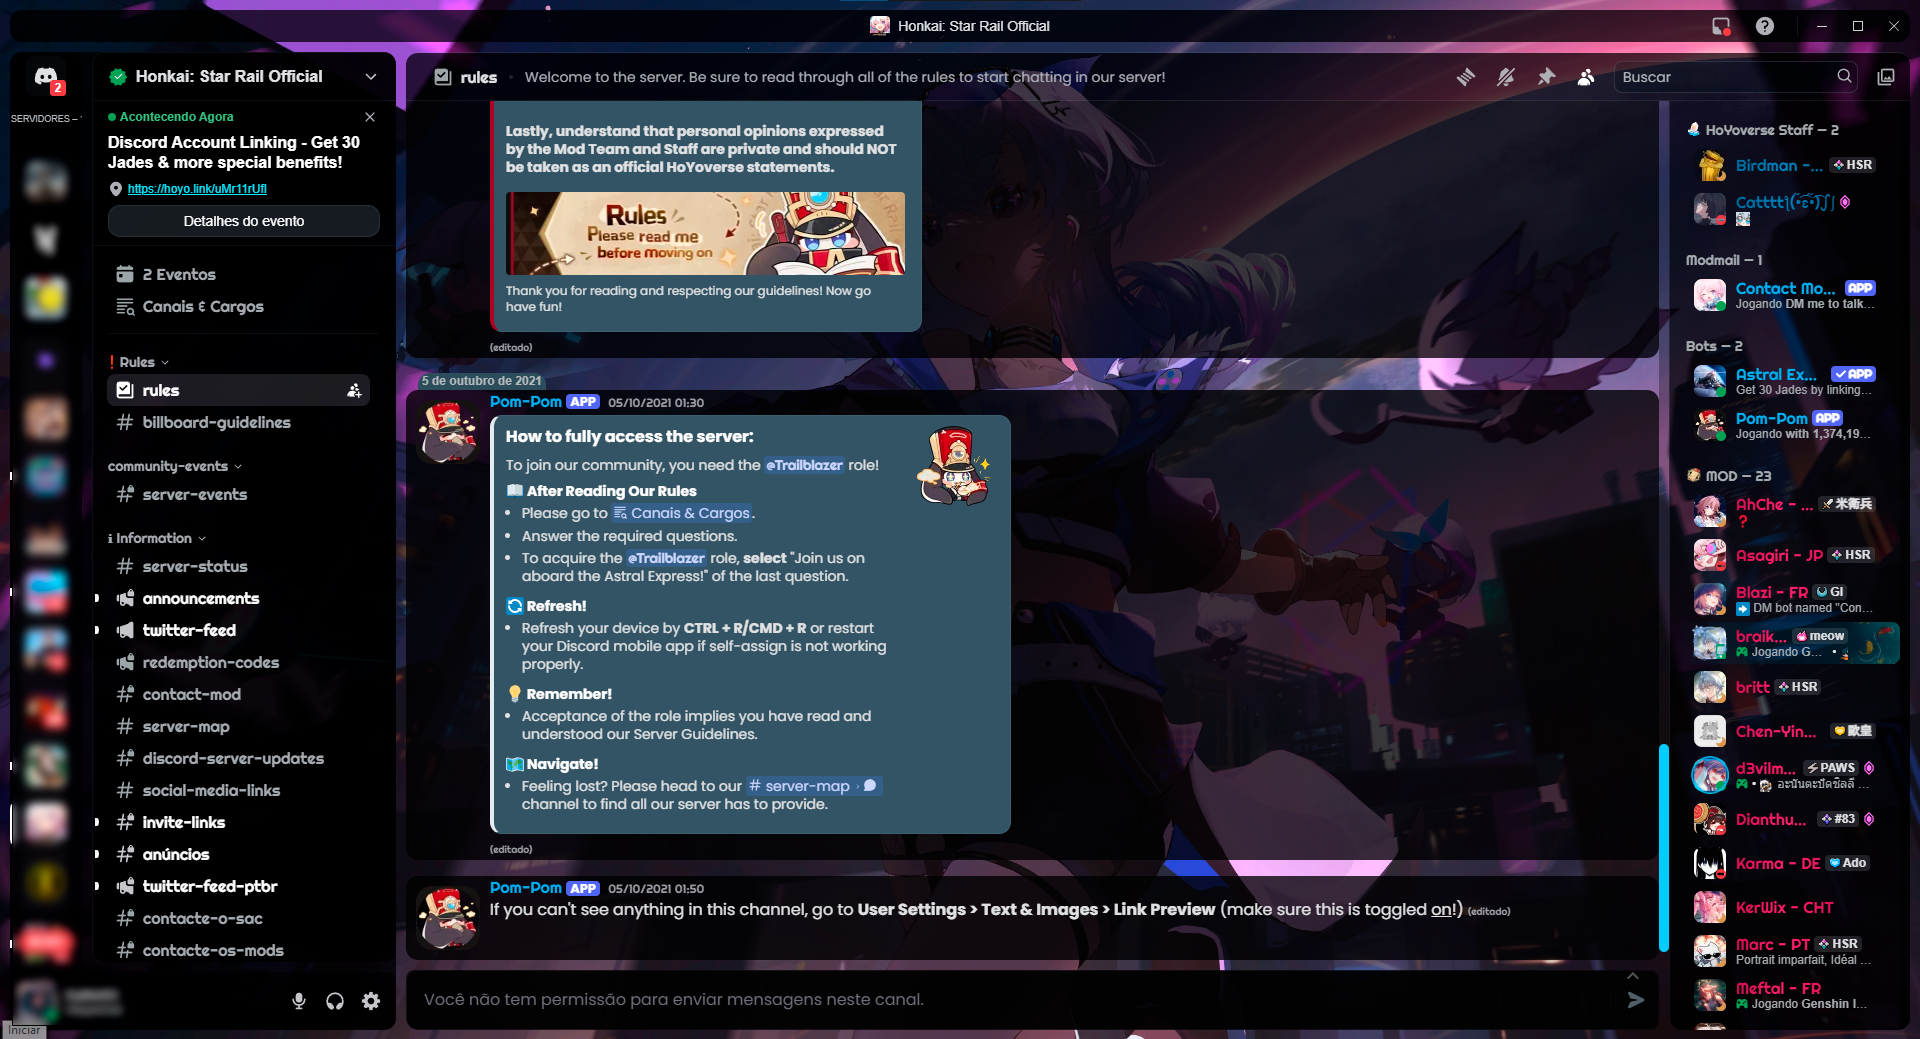 Honkai: Star Rail Official
2
SERVIDORES –
Honkai: Star Rail Official
Acontecendo Agora
Discord Account Linking - Get 30
Jades & more special benefits!
https://hoyo.link/uMr11rUfI
Detalhes do evento
2 Eventos
Canais & Cargos
Rules
rules
billboard-guidelines
community-events
server-events
Information
server-status
announcements
twitter-feed
redemption-codes
contact-mod
server-map
discord-server-updates
social-media-links
invite-links
anúncios
twitter-feed-ptbr
contacte-o-sac
contacte-os-mods
Iniciar
rules
Welcome to the server. Be sure to read through all of the rules to start chatting in our server!
Buscar
Lastly, understand that personal opinions expressed
by the Mod Team and Staff are private and should NOT
be taken as an official HoYoverse statements.
Rules
Please read me
before moving on
Thank you for reading and respecting our guidelines! Now go
have fun!
(editado)
5 de outubro de 2021
Pom-Pom APP 05/10/2021 01:30
How to fully access the server:
To join our community, you need the @Trailblazer role!
📖 After Reading Our Rules
• Please go to Canais & Cargos.
• Answer the required questions.
• To acquire the @Trailblazer role, select "Join us on
aboard the Astral Express!" of the last question.
🔄 Refresh!
• Refresh your device by CTRL + R/CMD + R or restart
your Discord mobile app if self-assign is not working
properly.
💡 Remember!
• Acceptance of the role implies you have read and
understood our Server Guidelines.
🗺️ Navigate!
• Feeling lost? Please head to our # server-map ›
channel to find all our server has to provide.
(editado)
Pom-Pom APP 05/10/2021 01:50
If you can't see anything in this channel, go to User Settings > Text & Images > Link Preview (make sure this is toggled on!) (editado)
Você não tem permissão para enviar mensagens neste canal.
HoYoverse Staff — 2
Birdman -... HSR
Catttt
Modmail — 1
Contact Mo... APP
Jogando DM me to talk...
Bots — 2
Astral Ex... APP
Get 30 Jades by linking...
Pom-Pom APP
Jogando with 1,374,19...
MOD — 23
AhChe - ... 米衛兵
?
Asagiri - JP HSR
Blazi - FR GI
DM bot named "Con...
braik... meow
Jogando G... •
britt HSR
Chen-Yin... 歐皇
d3vilm... PAWS
Dianthu... #83
Karma - DE Ado
KerWix - CHT
Marc - PT HSR
Portrait imparfait, Idéal ...
Meftal - FR
Jogando Genshin I...